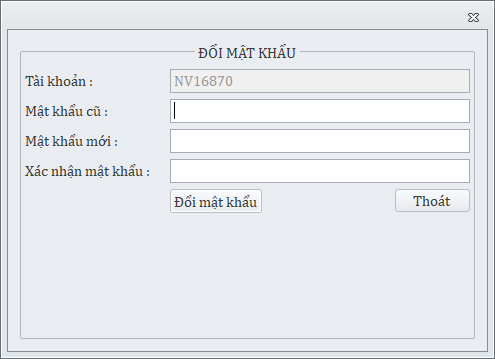 ĐỔI MẬT KHẨU
Tài khoản : NV16870
Mật khẩu cũ :
Mật khẩu mới :
Xác nhận mật khẩu :
Đổi mật khẩu Thoát